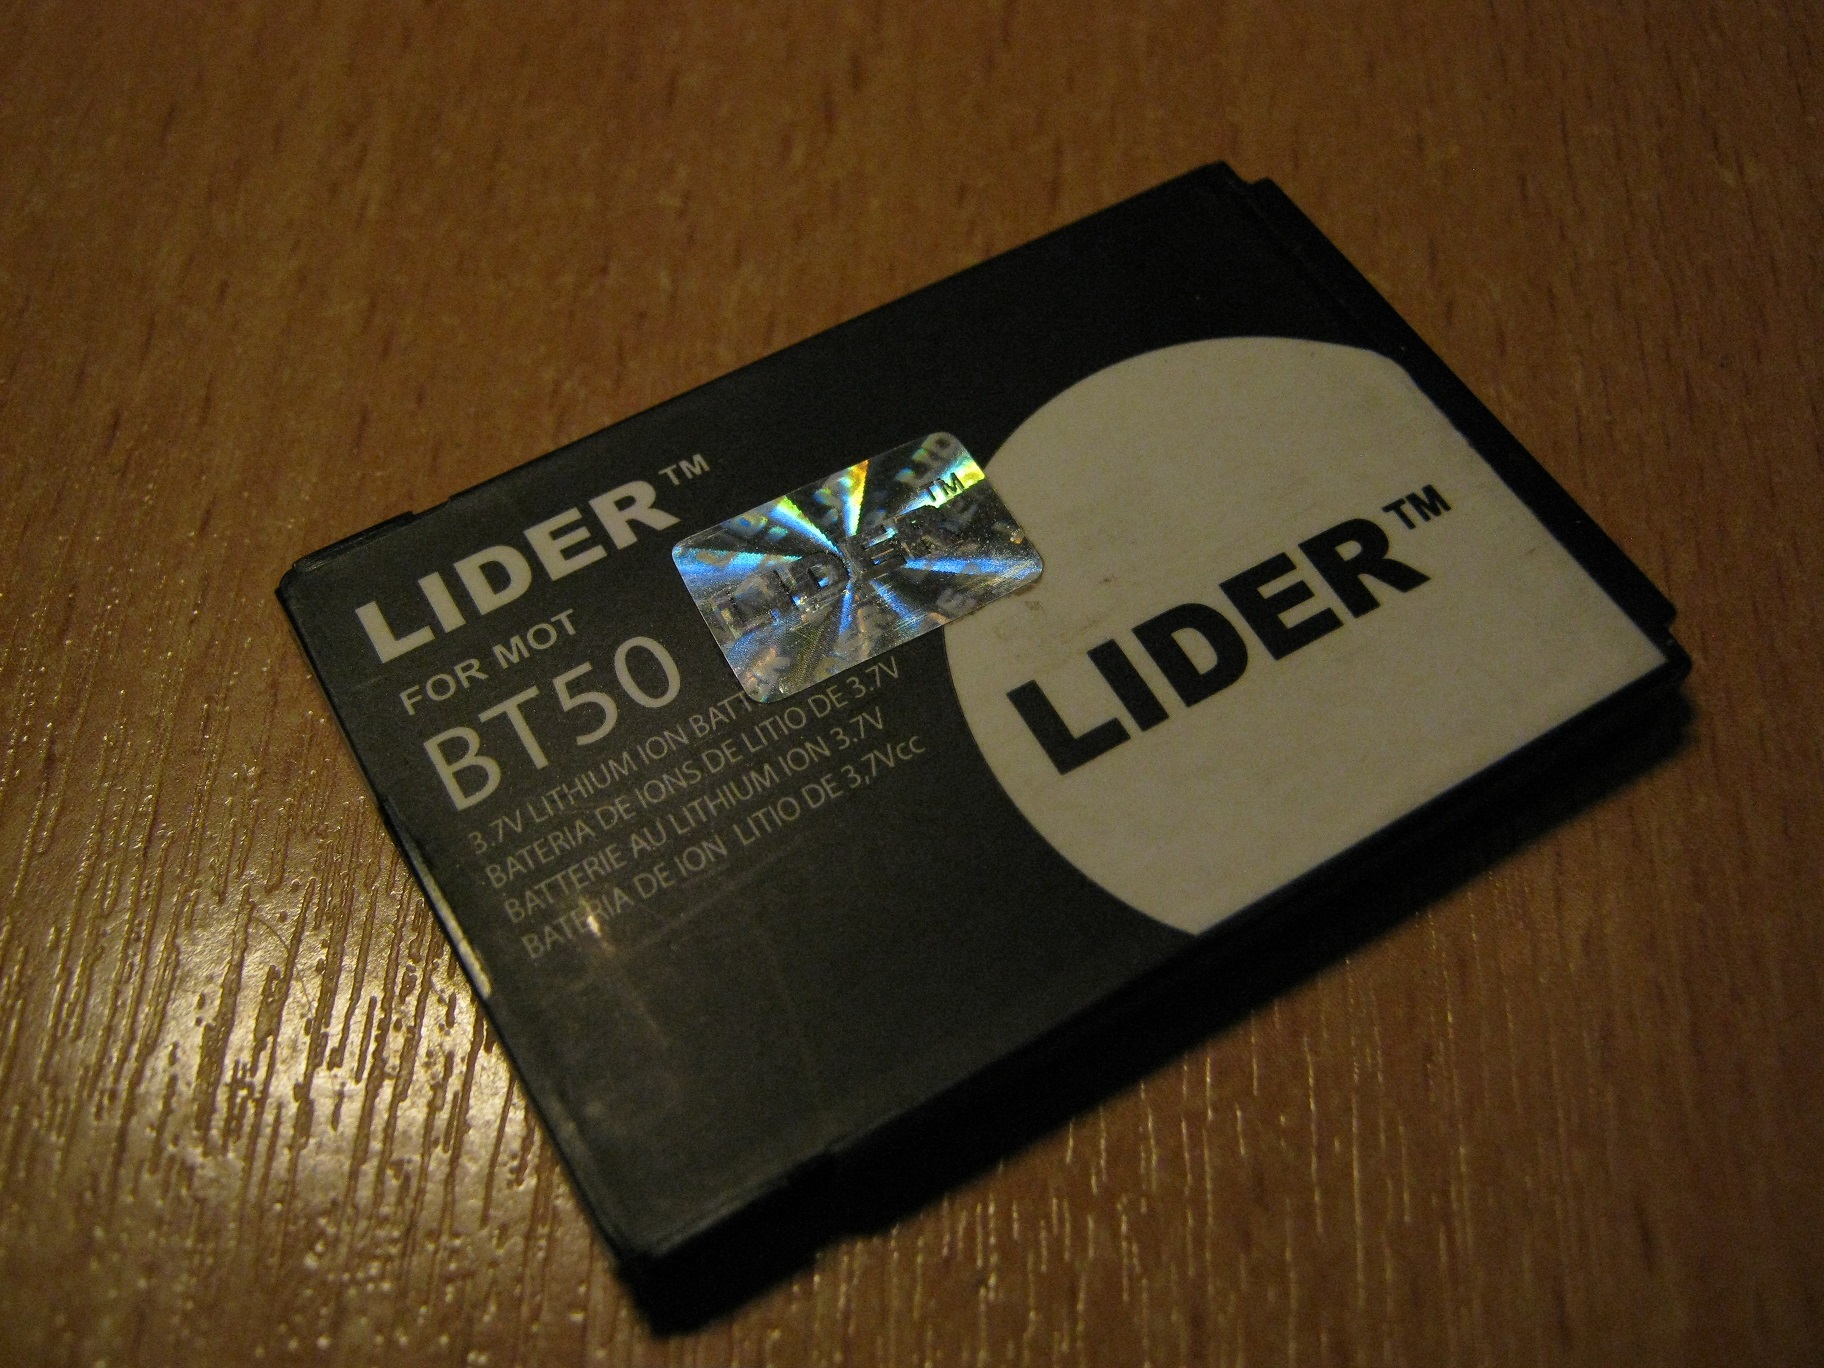 LIDER™
FOR MOT
BT50
3.7V LITHIUM ION
BATERIA DE IONS DE LITIO DE 3.7V
BATTERIE AU LITHIUM ION 3.7V
BATERIA DE ION LITIO DE 3,7Vcc
LIDER™
LIDER™